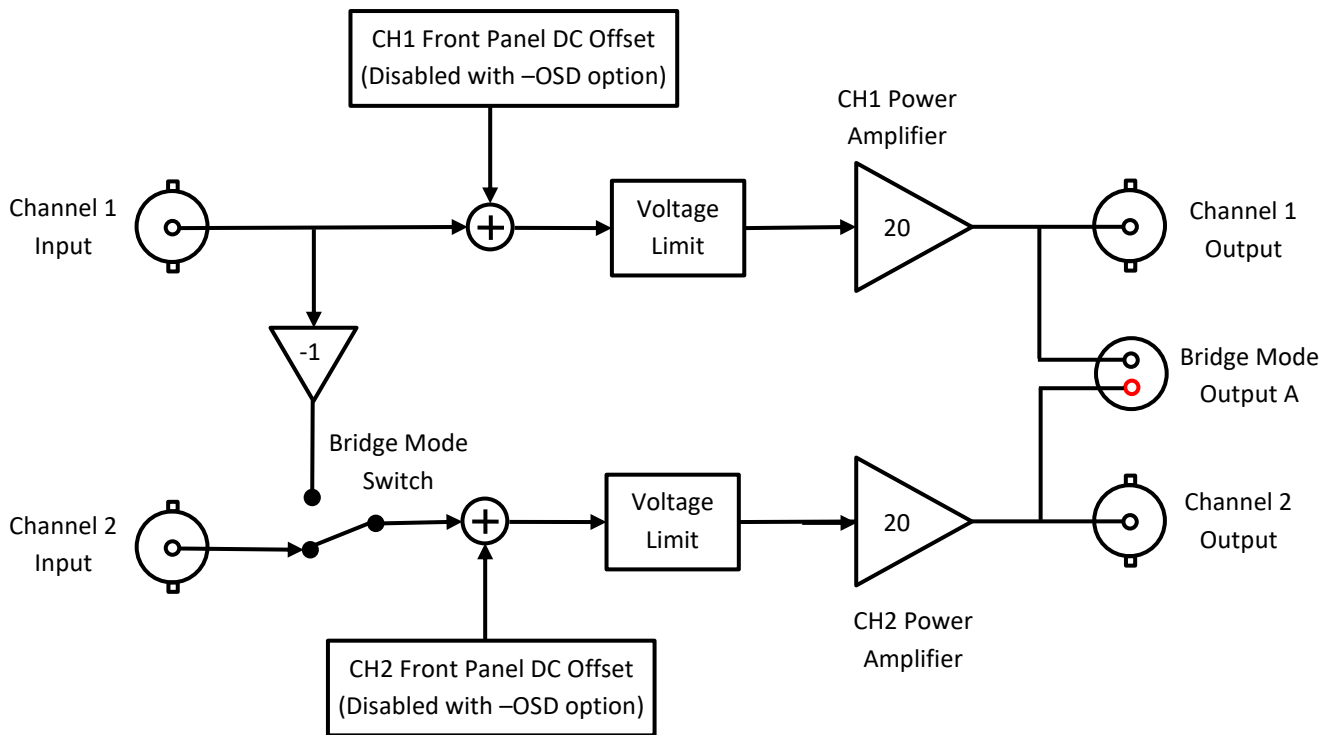 CH1 Front Panel DC Offset
(Disabled with –OSD option)
CH1 Power
Amplifier
Channel 1
Input
Voltage
Limit
20
Channel 1
Output
-1
Bridge Mode
Output A
Bridge Mode
Switch
Channel 2
Input
Voltage
Limit
20
Channel 2
Output
CH2 Power
Amplifier
CH2 Front Panel DC Offset
(Disabled with –OSD option)